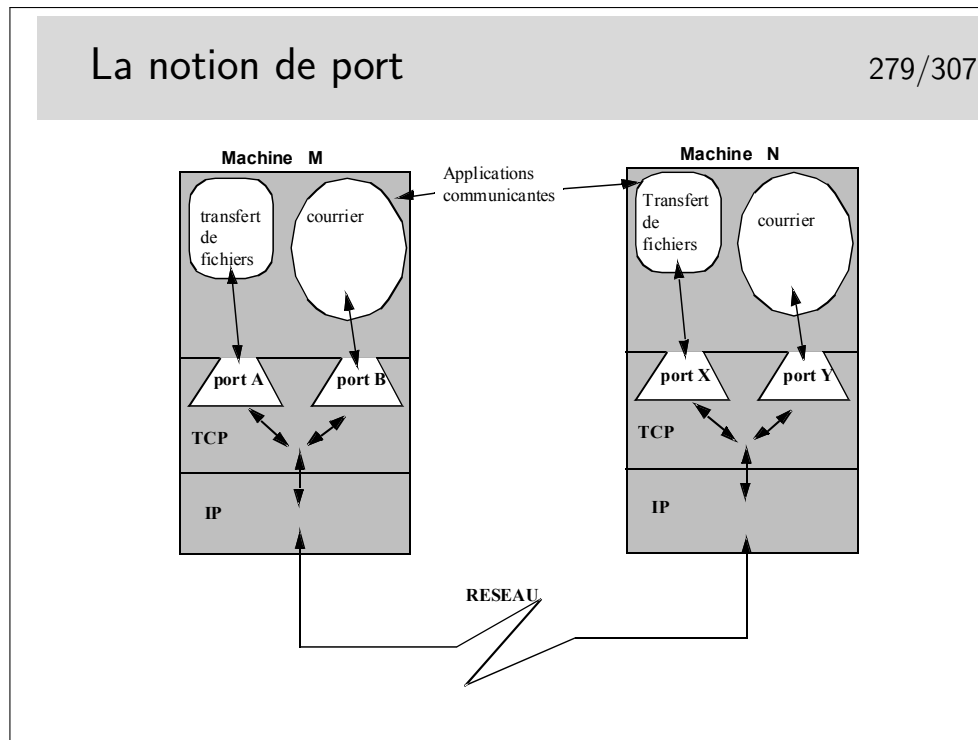 La notion de port
279/307
Machine M
Machine N
Applications
communicantes
transfert
de
fichiers
courrier
Transfert
de
fichiers
courrier
port A
port B
port X
port Y
TCP
TCP
IP
IP
RESEAU